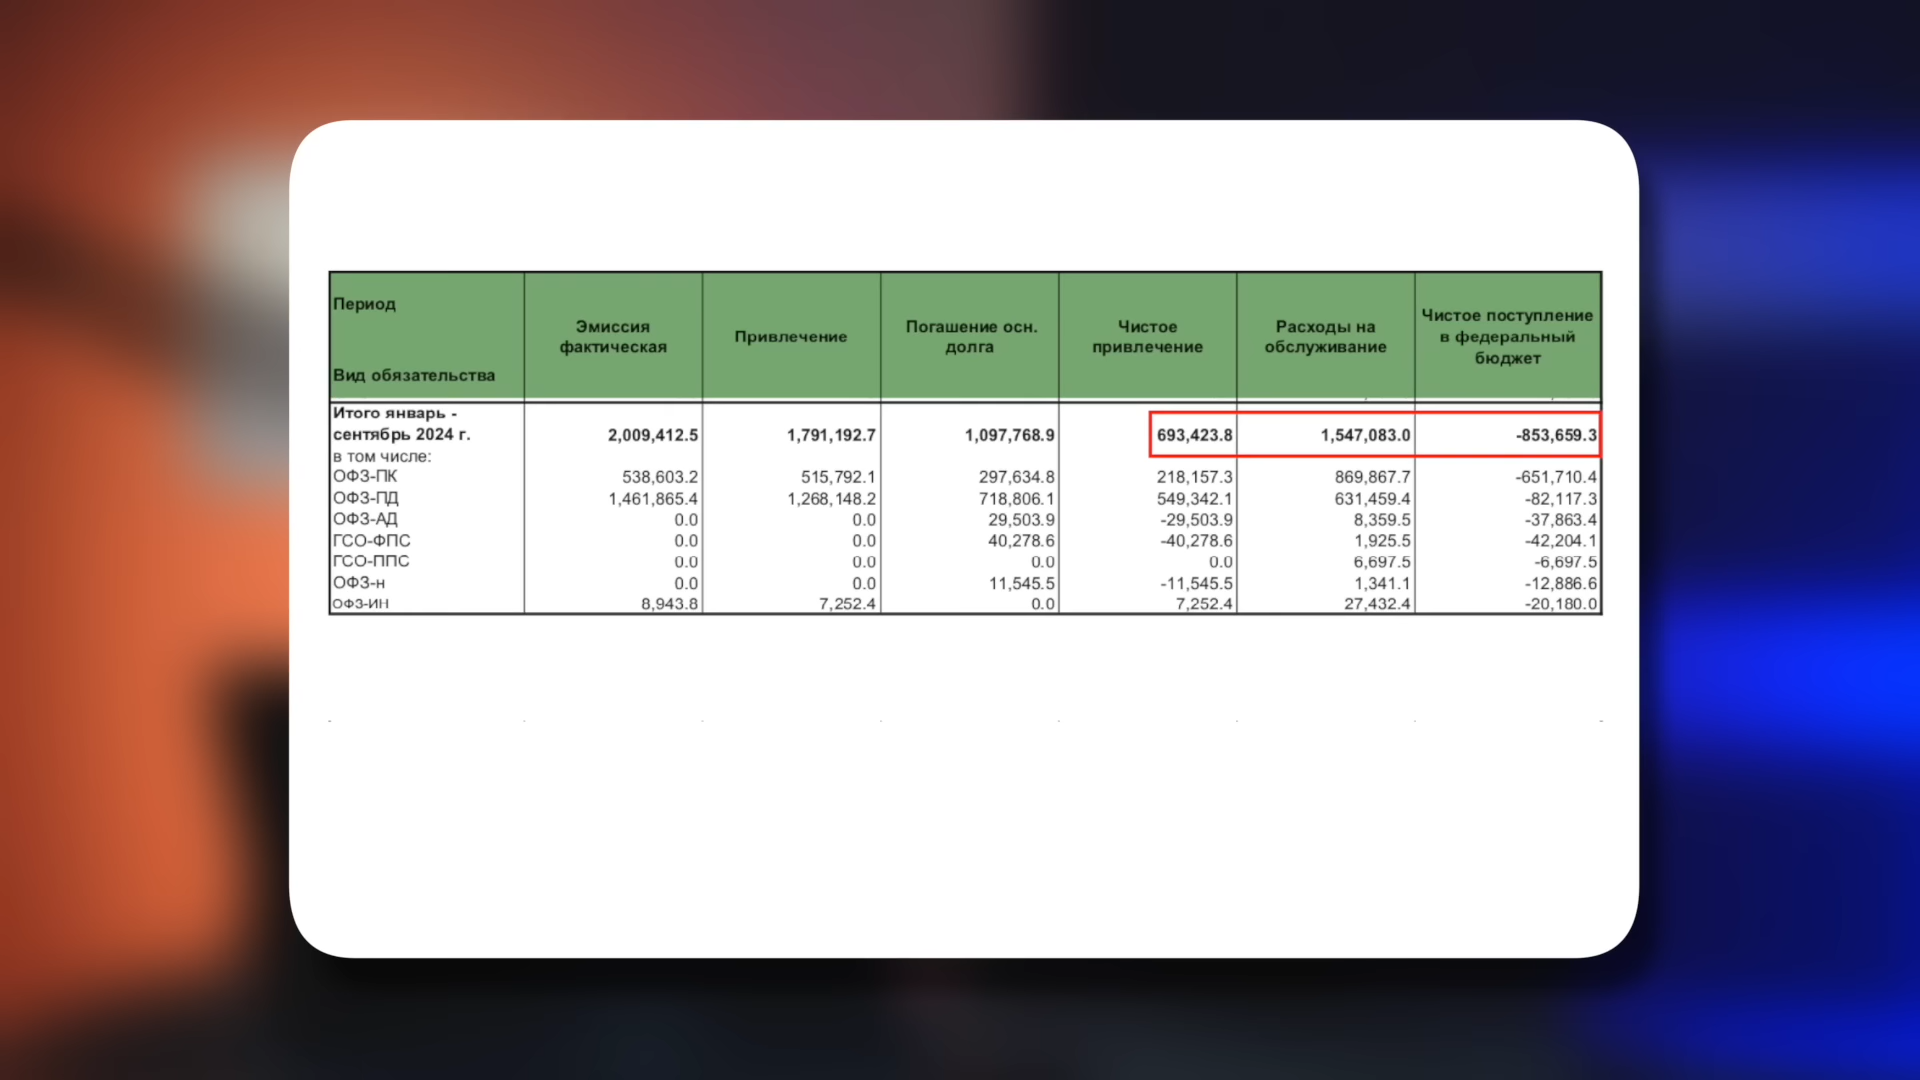 Период
Вид обязательства
Эмиссия
фактическая
Привлечение
Погашение осн.
долга
Чистое
привлечение
Расходы на
обслуживание
Чистое поступление
в федеральный
бюджет
Итого январь -
сентябрь 2024 г. 2,009,412.5 1,791,192.7 1,097,768.9 693,423.8 1,547,083.0 -853,659.3
в том числе:
ОФЗ-ПК 538,603.2 515,792.1 297,634.8 218,157.3 869,867.7 -651,710.4
ОФЗ-ПД 1,461,865.4 1,268,148.2 718,806.1 549,342.1 631,459.4 -82,117.3
ОФЗ-АД 0.0 0.0 29,503.9 -29,503.9 8,359.5 -37,863.4
ГСО-ФПС 0.0 0.0 40,278.6 -40,278.6 1,925.5 -42,204.1
ГСО-ППС 0.0 0.0 0.0 0.0 6,697.5 -6,697.5
ОФЗ-н 0.0 0.0 11,545.5 -11,545.5 1,341.1 -12,886.6
ОФЗ-ИН 8,943.8 7,252.4 0.0 7,252.4 27,432.4 -20,180.0